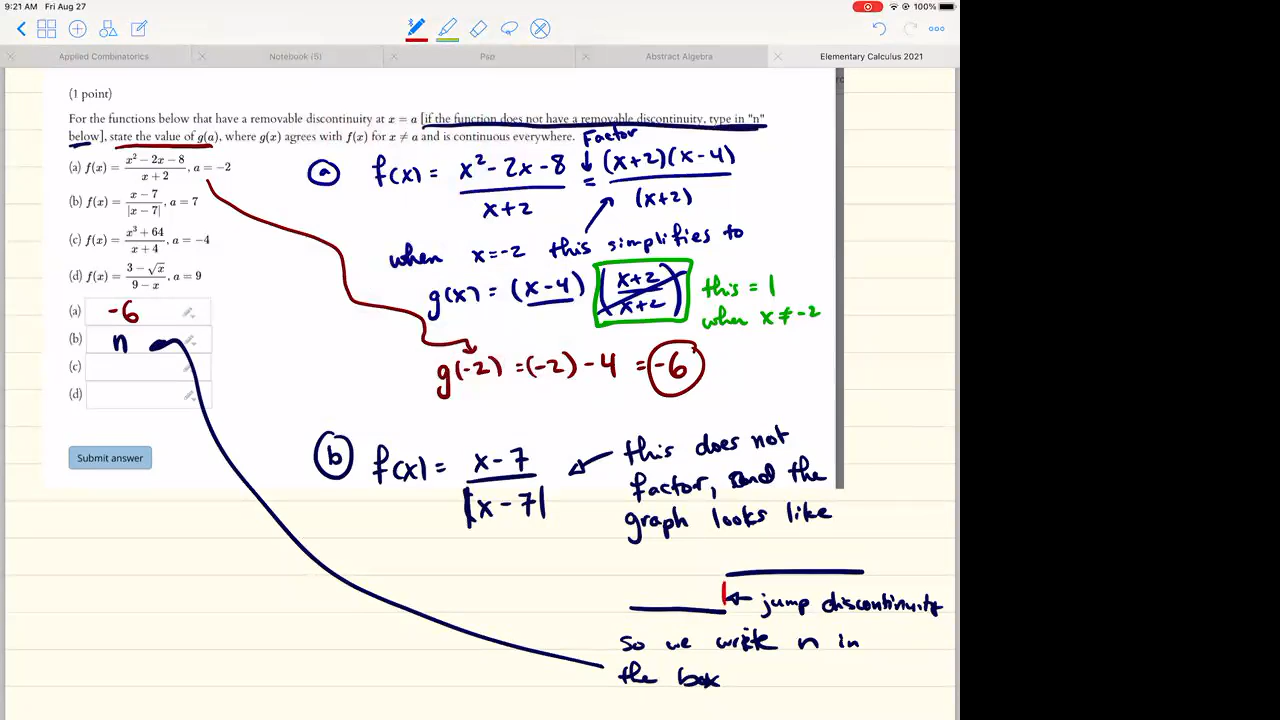 9:21 AM Fri Aug 27 100%
Applied Combinatorics Notebook (5) Abstract Algebra Elementary Calculus 2021
(1 point)
For the functions below that have a removable discontinuity at x = a [if the function does not have a removable discontinuity, type in "n"
below], state the value of g(a), where g(x) agrees with f(x) for x ≠ a and is continuous everywhere.
(a) f(x) = (x² − 2x − 8)/(x + 2), a = −2
(b) f(x) = (x − 7)/|x − 7|, a = 7
(c) f(x) = (x³ + 64)/(x + 4), a = −4
(d) f(x) = (3 − √x)/(9 − x), a = 9
(a) -6
(b) n
(c)
(d)
Submit answer
Factor
(a) f(x) = (x² - 2x - 8)/(x+2) = (x+2)(x-4)/(x+2)
when x=-2 this simplifies to
g(x) = (x-4) (x+2/x+2) this = 1
when x ≠ -2
g(-2) = (-2) - 4 = -6
(b) f(x) = (x-7)/|x-7| this does not
factor, and the
graph looks like
jump discontinuity
So we write n in
the box